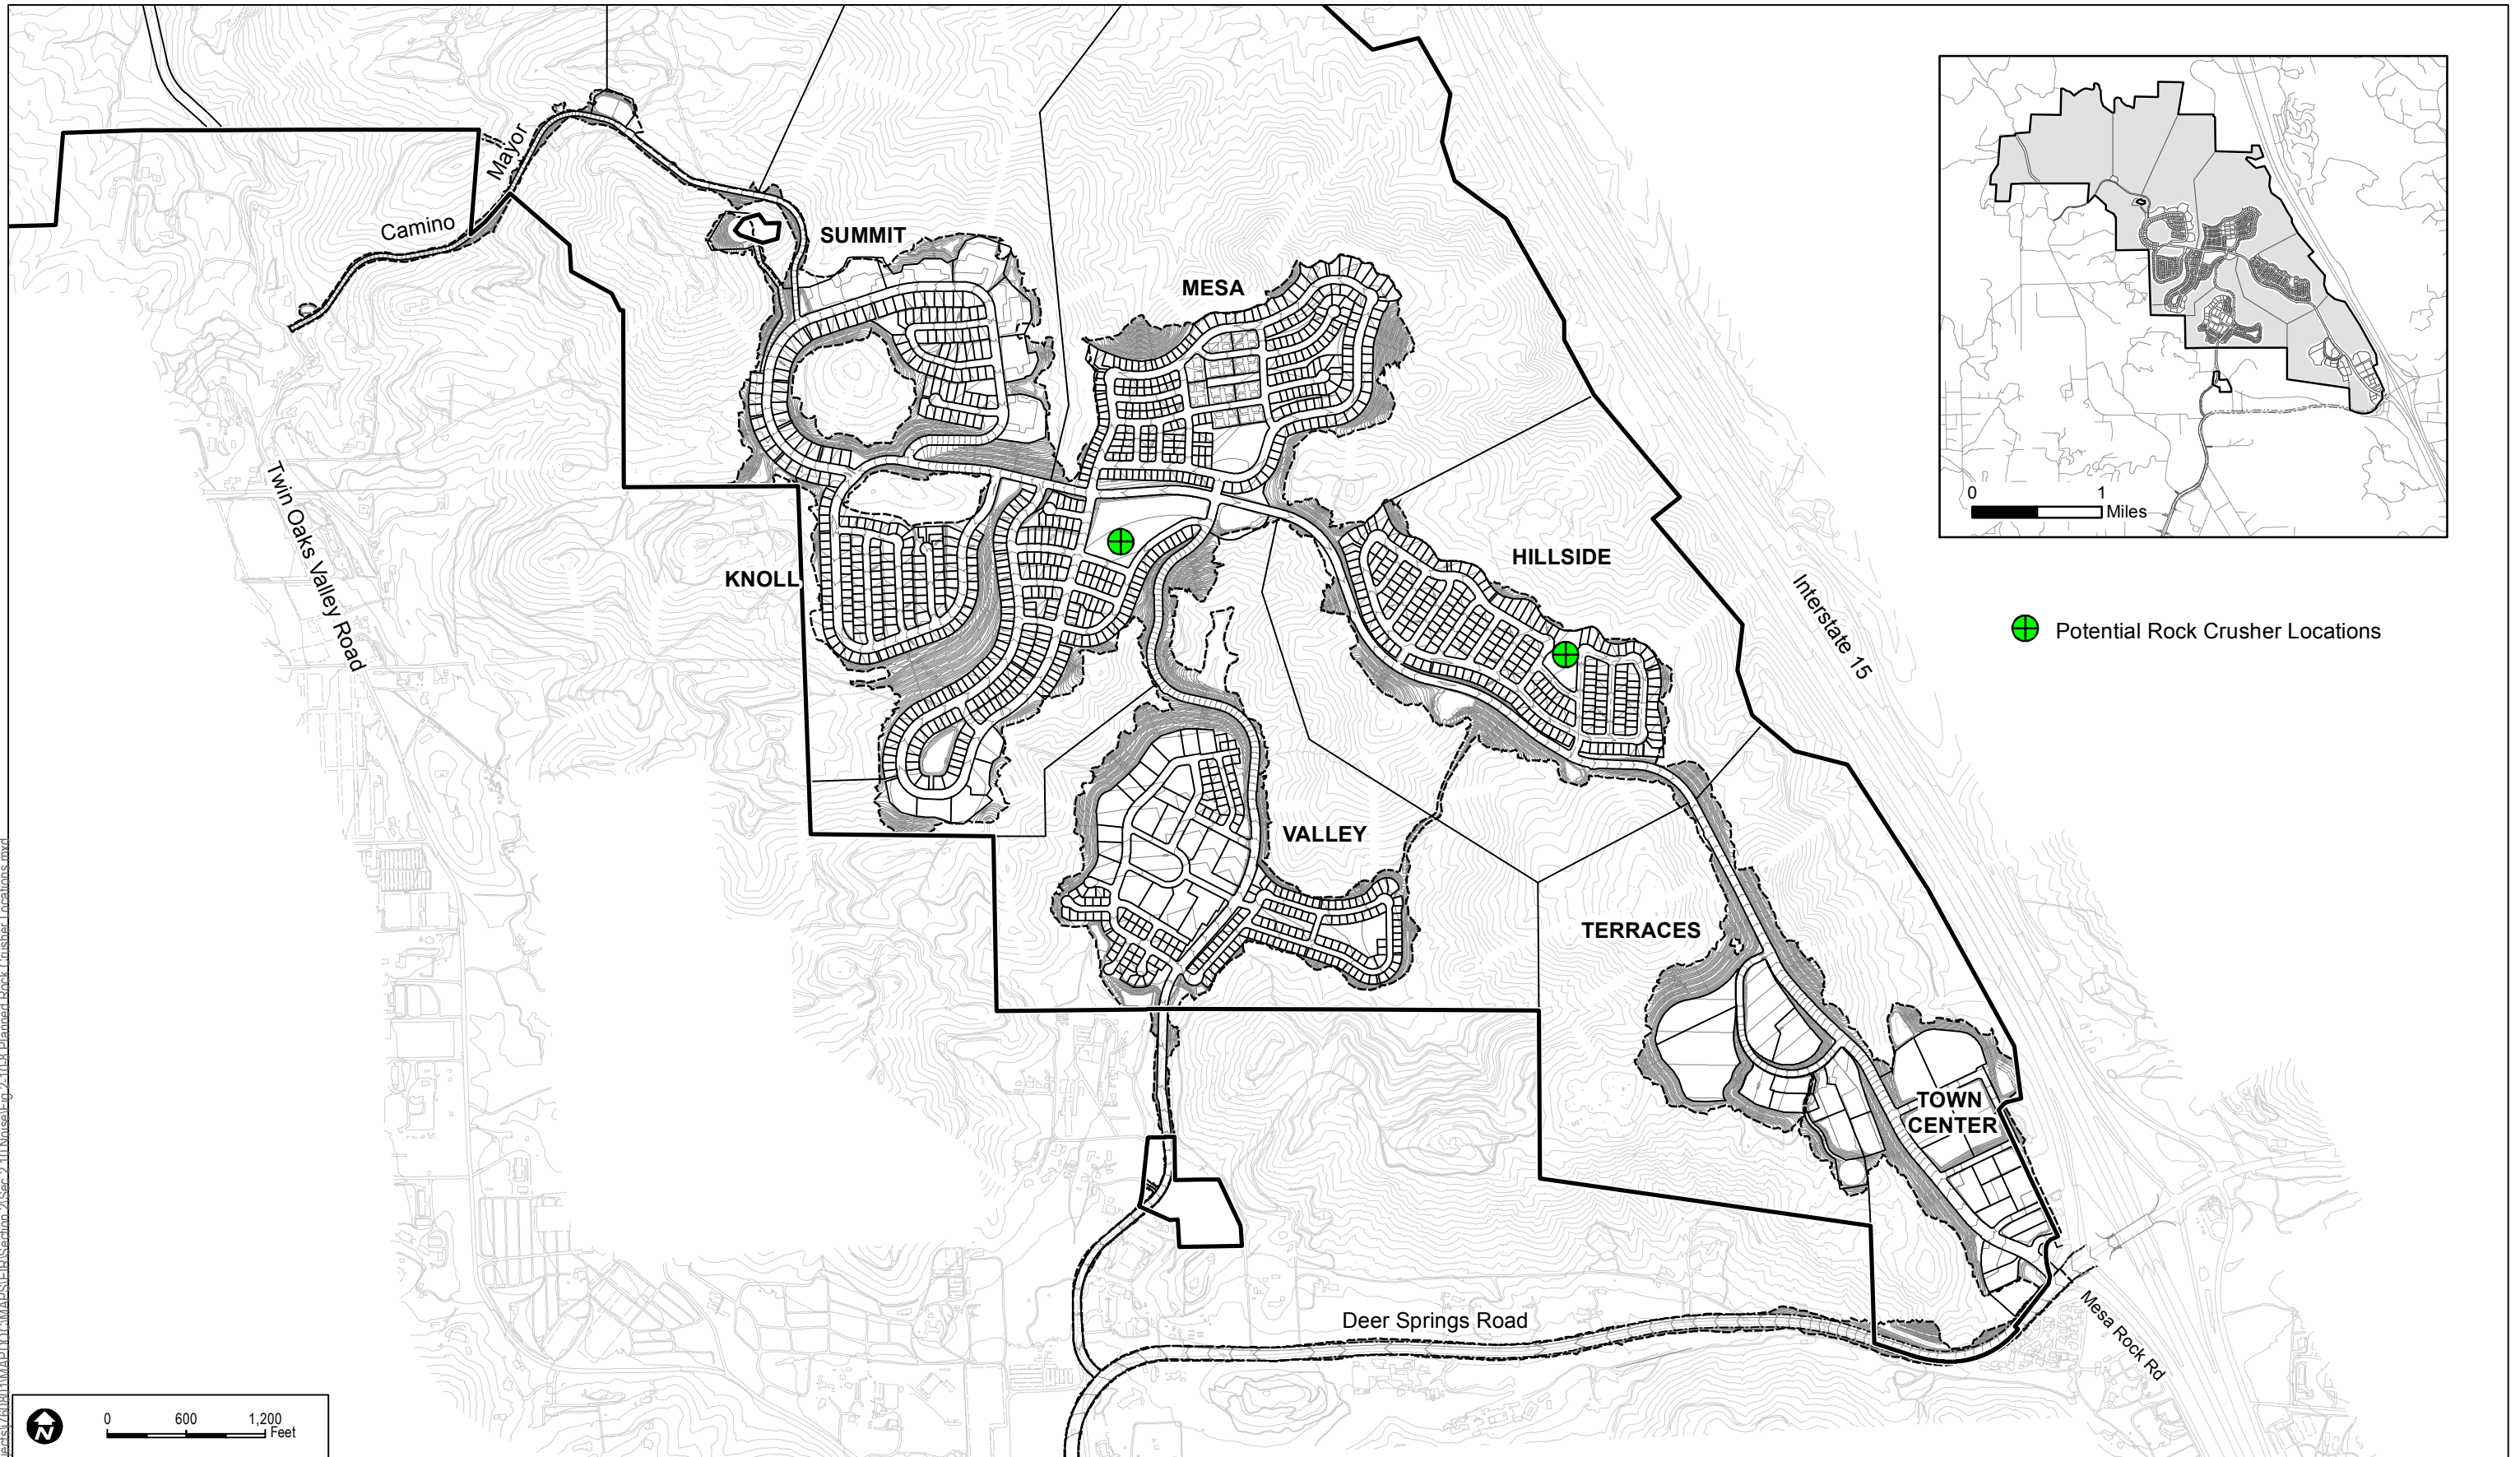 Mayor
Camino
SUMMIT
MESA
0 1
Miles
HILLSIDE
KNOLL
Twin Oaks Valley Road
Interstate 15
Potential Rock Crusher Locations
VALLEY
TERRACES
TOWN
CENTER
Deer Springs Road
Mesa Rock Rd
N
0 600 1,200
Feet